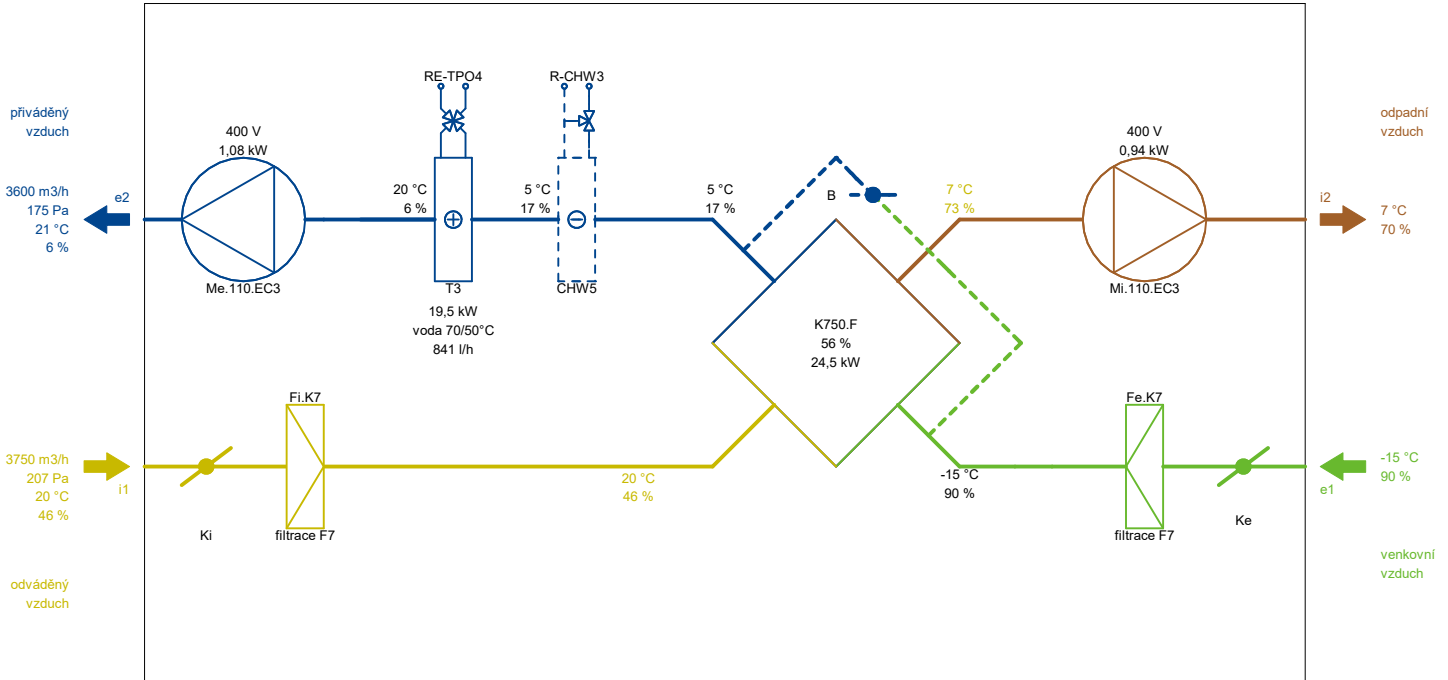 RE-TPO4
R-CHW3
přiváděný
vzduch
odpadní
vzduch
400 V
1,08 kW
400 V
0,94 kW
3600 m3/h
175 Pa
21 °C
6 %
e2
20 °C
6 %
5 °C
17 %
5 °C
17 %
B
7 °C
73 %
i2
7 °C
70 %
Me.110.EC3
T3
CHW5
Mi.110.EC3
19,5 kW
voda 70/50°C
841 l/h
K750.F
56 %
24,5 kW
Fi.K7
Fe.K7
3750 m3/h
207 Pa
20 °C
46 %
i1
20 °C
46 %
-15 °C
90 %
-15 °C
90 %
e1
Ki
filtrace F7
filtrace F7
Ke
odváděný
vzduch
venkovní
vzduch